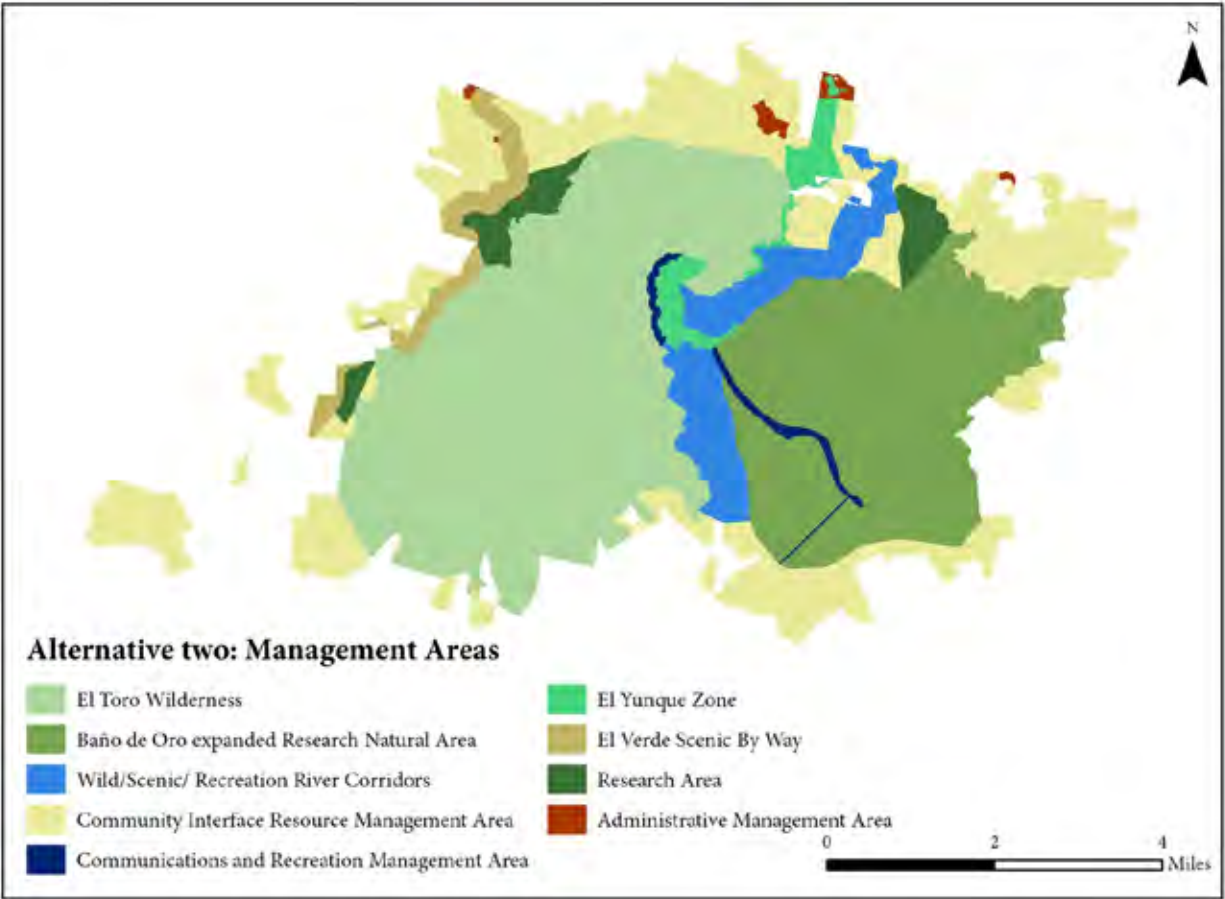 N
Alternative two: Management Areas
El Toro Wilderness
Baño de Oro expanded Research Natural Area
Wild/Scenic/ Recreation River Corridors
Community Interface Resource Management Area
Communications and Recreation Management Area
El Yunque Zone
El Verde Scenic By Way
Research Area
Administrative Management Area
0 2 4
Miles